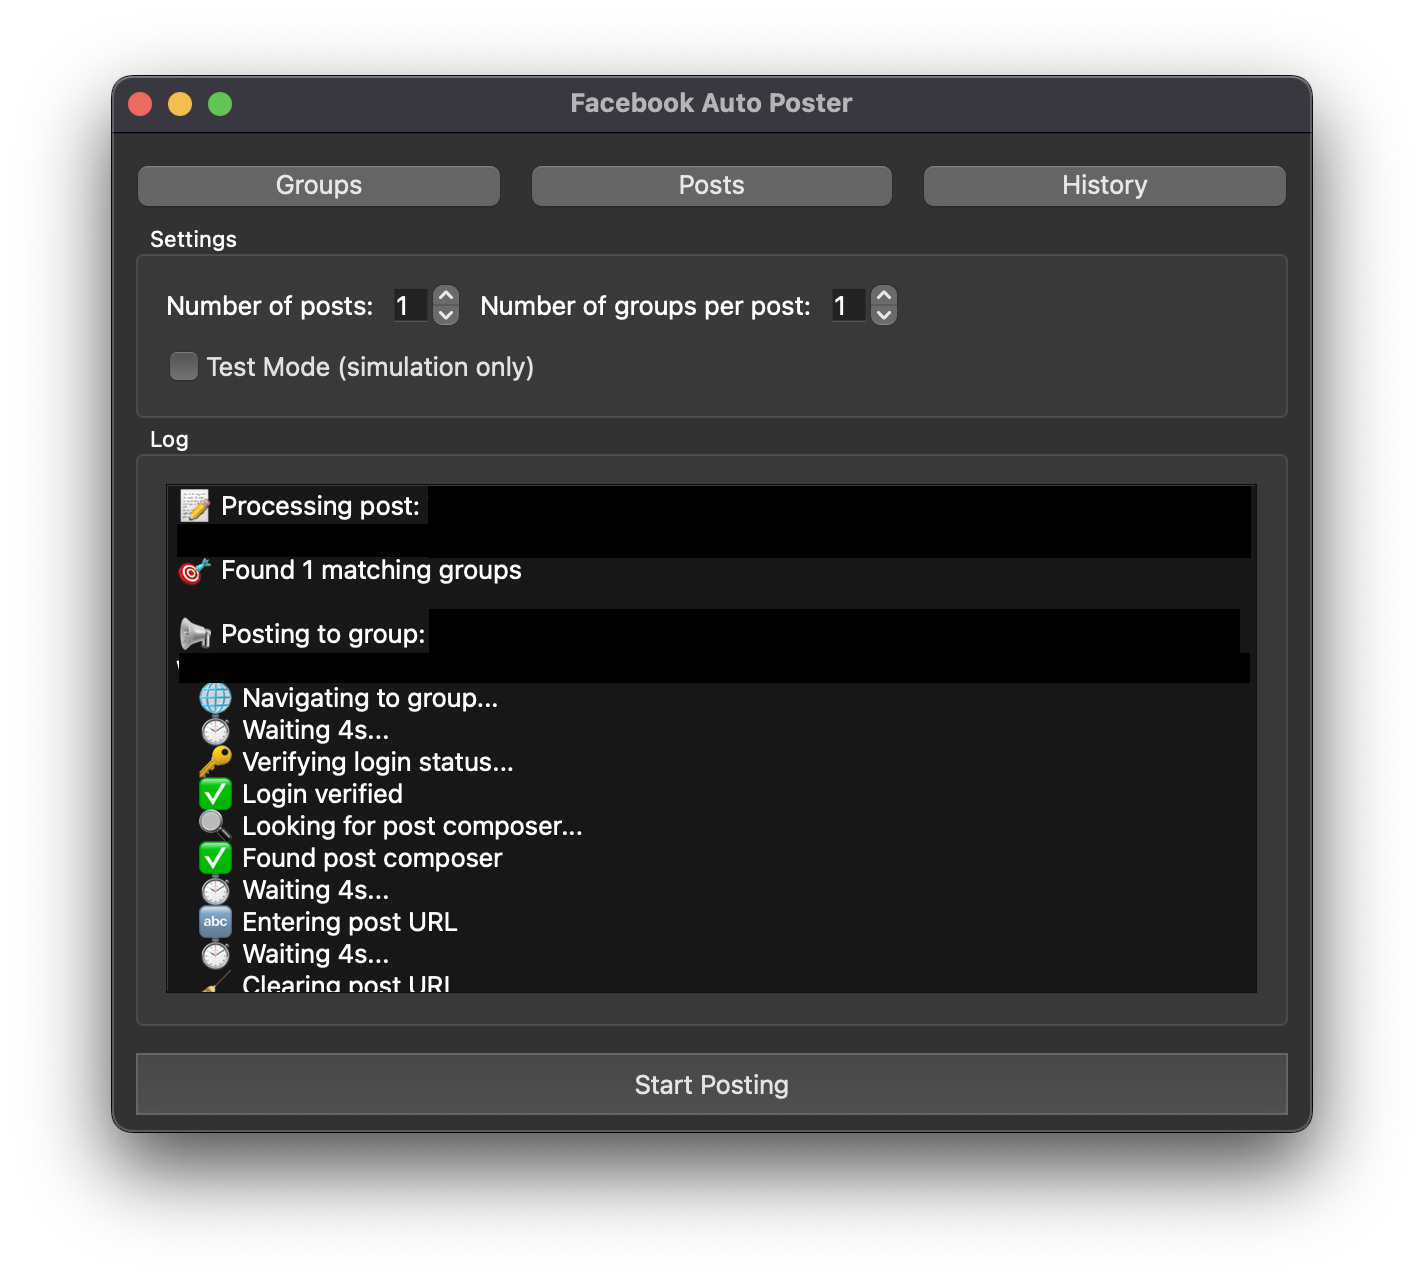 Facebook Auto Poster
Groups
Posts
History
Settings
Number of posts: 1 Number of groups per post: 1
Test Mode (simulation only)
Log
📝 Processing post:
🎯 Found 1 matching groups
📢 Posting to group:
🌐 Navigating to group...
⏱️ Waiting 4s...
🔑 Verifying login status...
✅ Login verified
🔍 Looking for post composer...
✅ Found post composer
⏱️ Waiting 4s...
🔤 Entering post URL
⏱️ Waiting 4s...
🧹 Clearing post URL
Start Posting